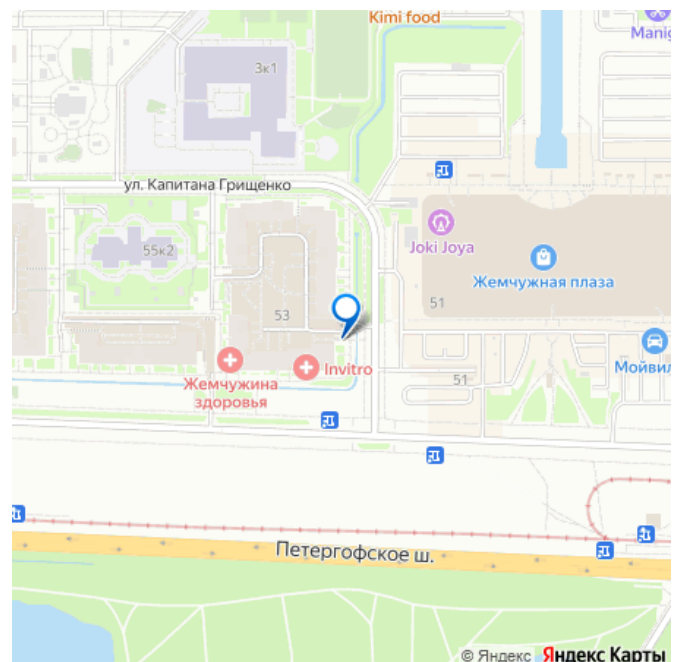 Kimi food
Manig
3к1
ул. Капитана Грищенко
Joki Joya
55к2
Жемчужная плаза
51
53
Мойвил
Invitro
51
Жемчужина
здоровья
Петергофское ш.
© Яндекс Яндекс Карты